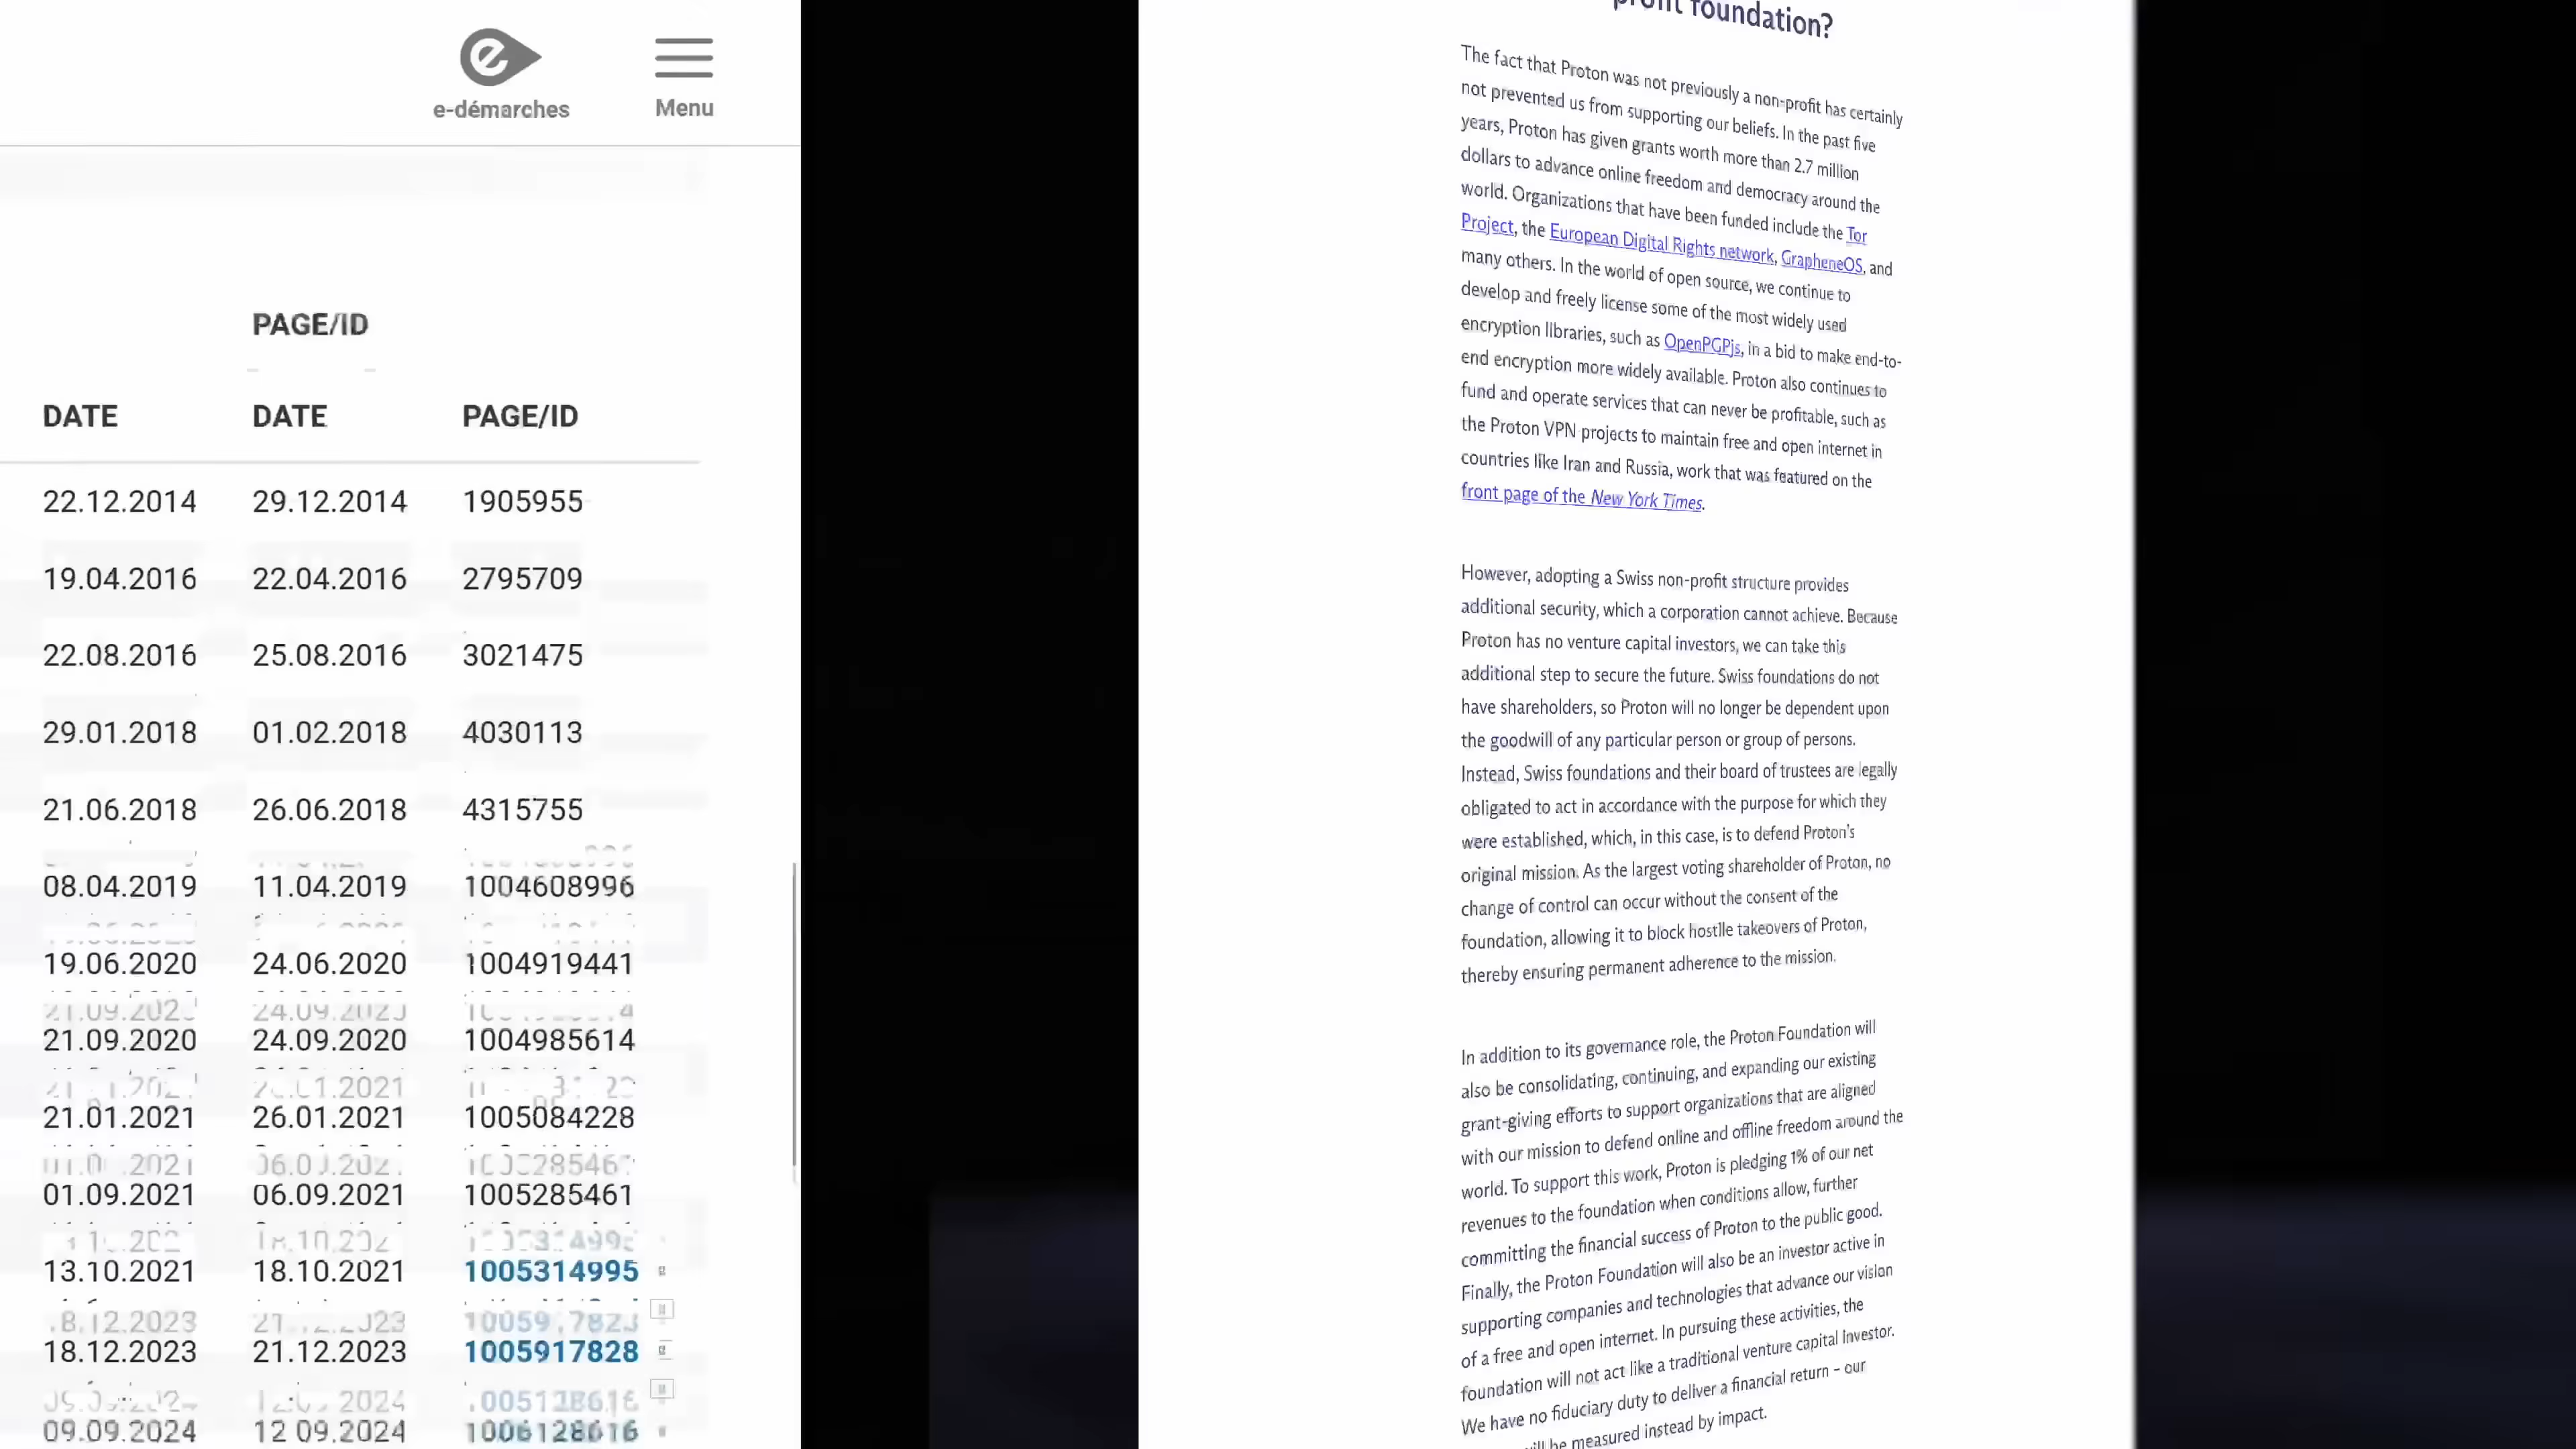 e-démarches
Menu
PAGE/ID
DATE DATE PAGE/ID
22.12.2014 29.12.2014 1905955
19.04.2016 22.04.2016 2795709
22.08.2016 25.08.2016 3021475
29.01.2018 01.02.2018 4030113
21.06.2018 26.06.2018 4315755
08.04.2019 11.04.2019 1004608996
19.06.2020 24.06.2020 1004919441
21.09.2020 24.09.2020 1004985614
21.01.2021 26.01.2021 1005084228
01.09.2021 06.09.2021 1005285461
13.10.2021 18.10.2021 1005314995
18.12.2023 21.12.2023 1005917828
09.09.2024 12 09.2024 1006128616
profit foundation?
The fact that Proton was not previously a non-profit has certainly
not prevented us from supporting our beliefs. In the past five
years, Proton has given grants worth more than 2.7 million
dollars to advance online freedom and democracy around the
world. Organizations that have been funded include the Tor
Project, the European Digital Rights network, GrapheneOS, and
many others. In the world of open source, we continue to
develop and freely license some of the most widely used
encryption libraries, such as OpenPGPjs, in a bid to make end-to-
end encryption more widely available. Proton also continues to
fund and operate services that can never be profitable, such as
the Proton VPN projects to maintain free and open internet in
countries like Iran and Russia, work that was featured on the
front page of the New York Times.
However, adopting a Swiss non-profit structure provides
additional security, which a corporation cannot achieve. Because
Proton has no venture capital investors, we can take this
additional step to secure the future. Swiss foundations do not
have shareholders, so Proton will no longer be dependent upon
the goodwill of any particular person or group of persons.
Instead, Swiss foundations and their board of trustees are legally
obligated to act in accordance with the purpose for which they
were established, which, in this case, is to defend Proton's
original mission. As the largest voting shareholder of Proton, no
change of control can occur without the consent of the
foundation, allowing it to block hostile takeovers of Proton,
thereby ensuring permanent adherence to the mission.
In addition to its governance role, the Proton Foundation will
also be consolidating, continuing, and expanding our existing
grant-giving efforts to support organizations that are aligned
with our mission to defend online and offline freedom around the
world. To support this work, Proton is pledging 1% of our net
revenues to the foundation when conditions allow, further
committing the financial success of Proton to the public good.
Finally, the Proton Foundation will also be an investor active in
supporting companies and technologies that advance our vision
of a free and open internet. In pursuing these activities, the
foundation will not act like a traditional venture capital investor.
We have no fiduciary duty to deliver a financial return – our
will be measured instead by impact.